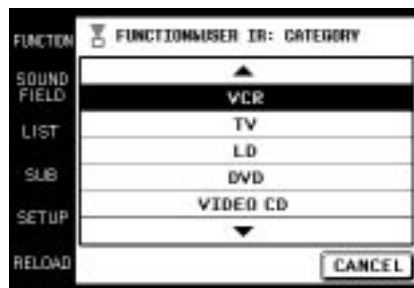 FUNCTION
SOUND
FIELD
LIST
SUB
SETUP
RELOAD
FUNCTION&USER IR: CATEGORY
VCR
TV
LD
DVD
VIDEO CD
CANCEL